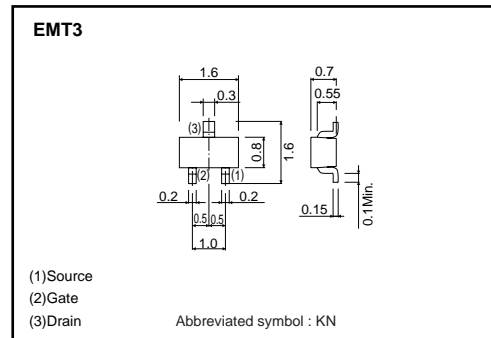 EMT3
1.6
0.3
(3)
0.8
1.6
(2)
(1)
0.2
0.2
0.5
0.5
1.0
0.7
0.55
0.15
0.1Min.
(1)Source
(2)Gate
(3)Drain
Abbreviated symbol : KN